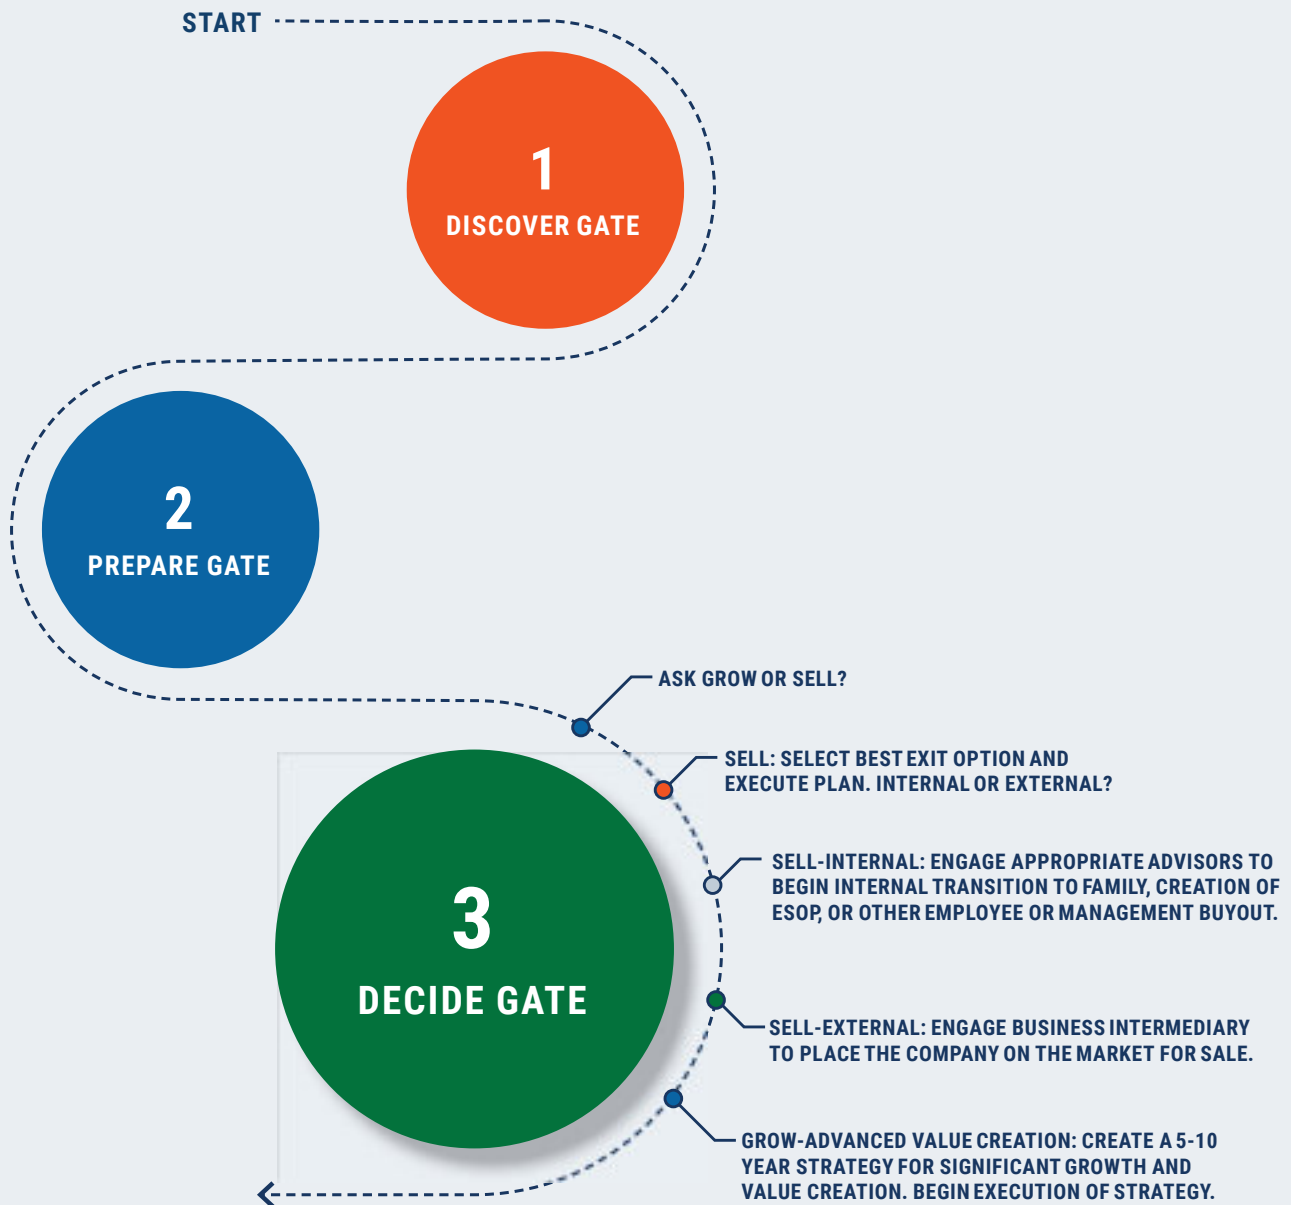 START
1
DISCOVER GATE
2
PREPARE GATE
ASK GROW OR SELL?
SELL: SELECT BEST EXIT OPTION AND
EXECUTE PLAN. INTERNAL OR EXTERNAL?
SELL-INTERNAL: ENGAGE APPROPRIATE ADVISORS TO
BEGIN INTERNAL TRANSITION TO FAMILY, CREATION OF
ESOP, OR OTHER EMPLOYEE OR MANAGEMENT BUYOUT.
3
DECIDE GATE
SELL-EXTERNAL: ENGAGE BUSINESS INTERMEDIARY
TO PLACE THE COMPANY ON THE MARKET FOR SALE.
GROW-ADVANCED VALUE CREATION: CREATE A 5-10
YEAR STRATEGY FOR SIGNIFICANT GROWTH AND
VALUE CREATION. BEGIN EXECUTION OF STRATEGY.